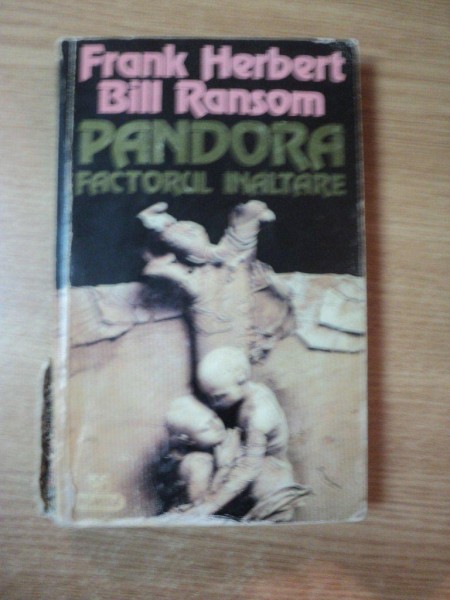 Frank Herbert
Bill Ransom
PANDORA
FACTORUL INALTARE